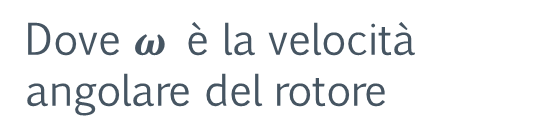 Dove ω è la velocità
angolare del rotore